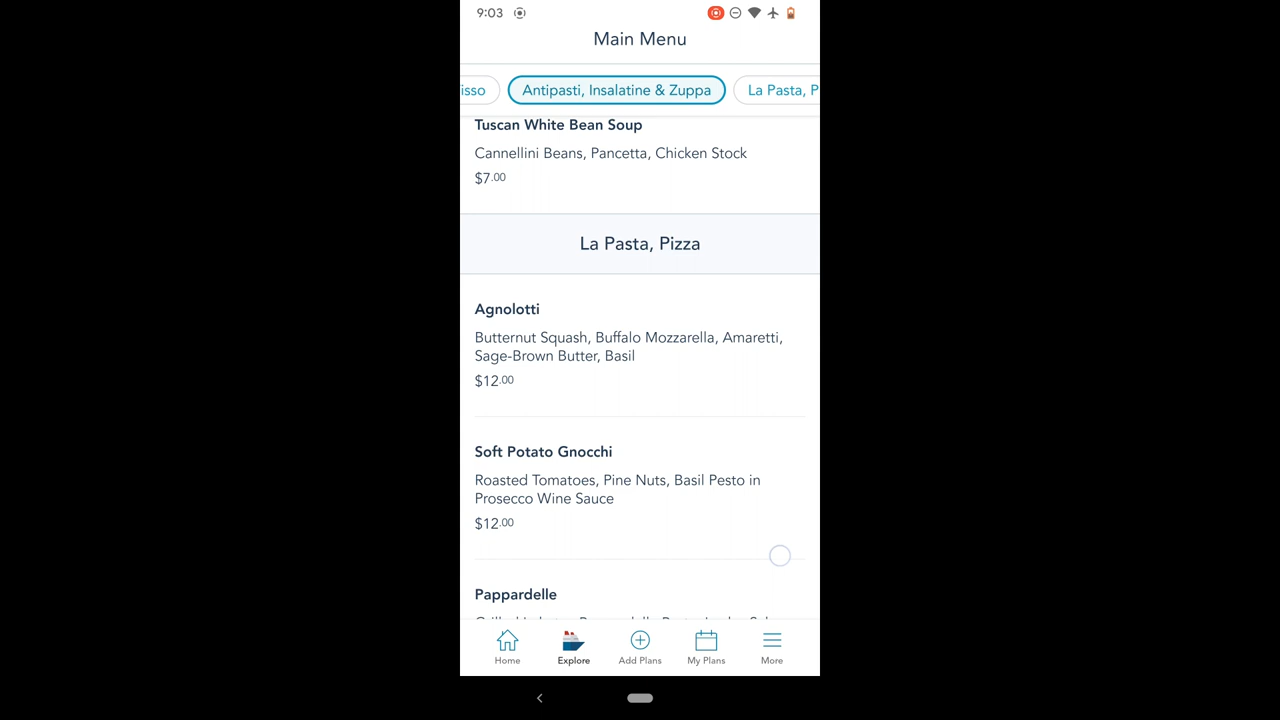 9:03
Main Menu
isso
Antipasti, Insalatine & Zuppa
La Pasta, P
Tuscan White Bean Soup
Cannellini Beans, Pancetta, Chicken Stock
$7.00
La Pasta, Pizza
Agnolotti
Butternut Squash, Buffalo Mozzarella, Amaretti,
Sage-Brown Butter, Basil
$12.00
Soft Potato Gnocchi
Roasted Tomatoes, Pine Nuts, Basil Pesto in
Prosecco Wine Sauce
$12.00
Pappardelle
Home
Explore
Add Plans
My Plans
More